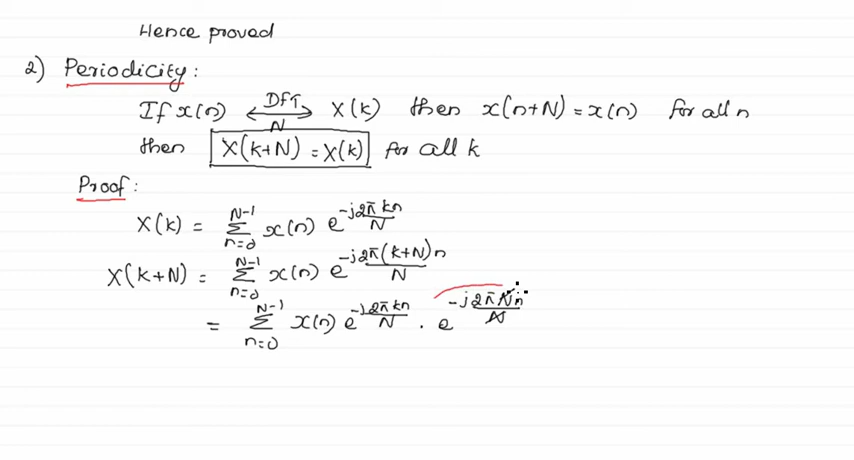 Hence proved
2) Periodicity:
If x(n) ⟷ X(k) then x(n+N) = x(n) for all n
DFT
N
then X(k+N) = X(k) for all k
Proof:
X(k) = Σ_{n=0}^{N-1} x(n) e^{-j2πkn/N}
X(k+N) = Σ_{n=0}^{N-1} x(n) e^{-j2π(k+N)n/N}
= Σ_{n=0}^{N-1} x(n) e^{-j2πkn/N} . e^{-j2πNn/N}